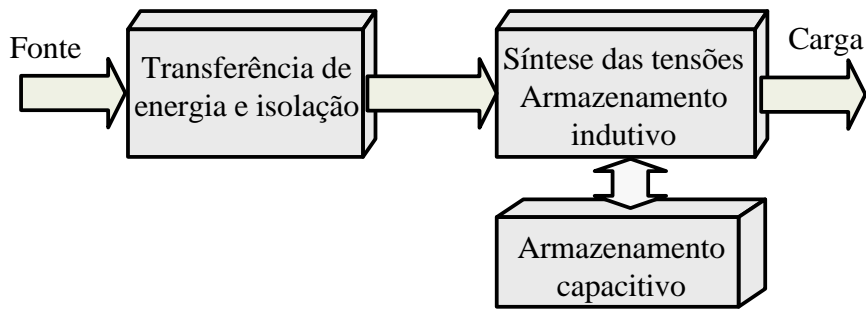 Fonte
Transferência de
energia e isolação
Síntese das tensões
Armazenamento
indutivo
Carga
Armazenamento
capacitivo